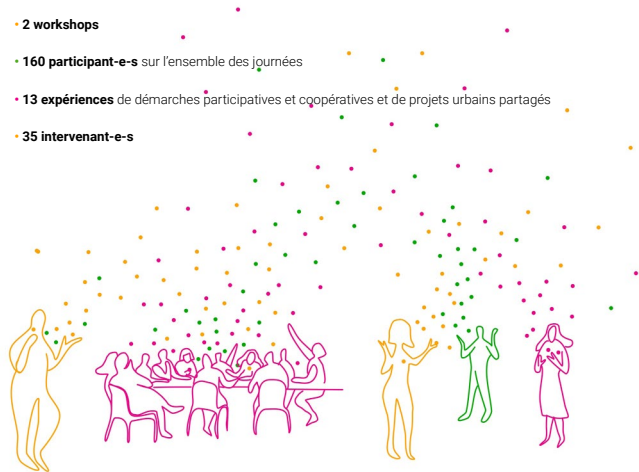 • 2 workshops
• 160 participant-e-s sur l'ensemble des journées
• 13 expériences de démarches participatives et coopératives et de projets urbains partagés
• 35 intervenant-e-s